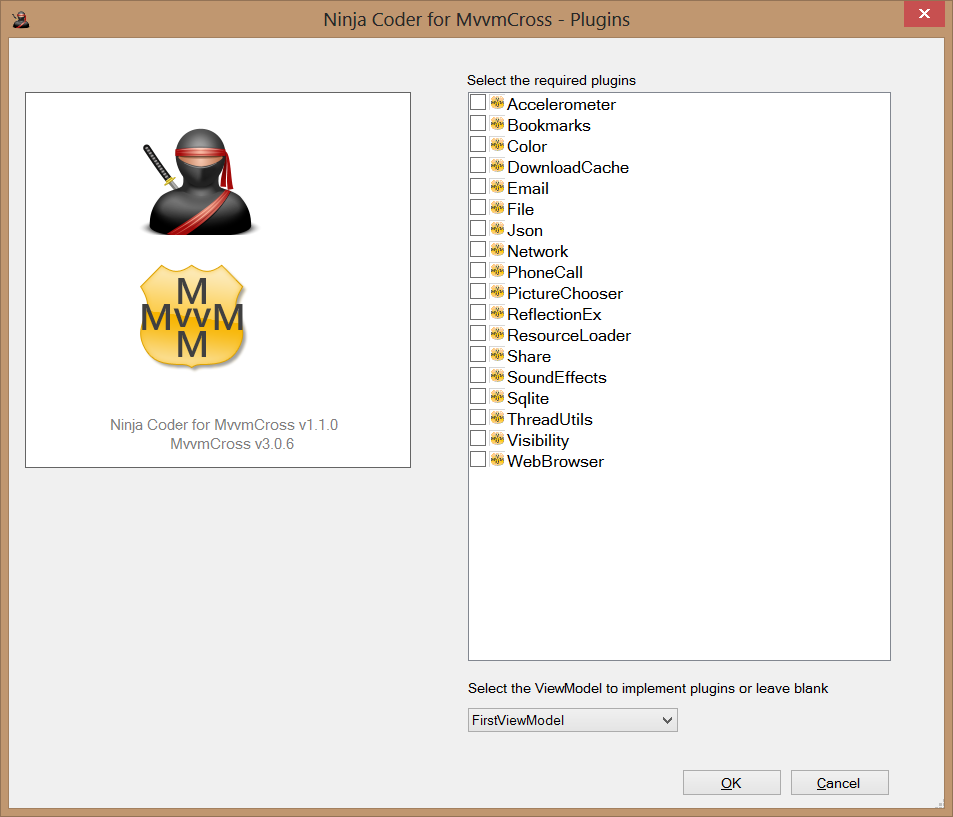 Ninja Coder for MvvmCross - Plugins
M
MvvM
M
Ninja Coder for MvvmCross v1.1.0
MvvmCross v3.0.6
Select the required plugins
Accelerometer
Bookmarks
Color
DownloadCache
Email
File
Json
Network
PhoneCall
PictureChooser
ReflectionEx
ResourceLoader
Share
SoundEffects
Sqlite
ThreadUtils
Visibility
WebBrowser
Select the ViewModel to implement plugins or leave blank
FirstViewModel
OK
Cancel